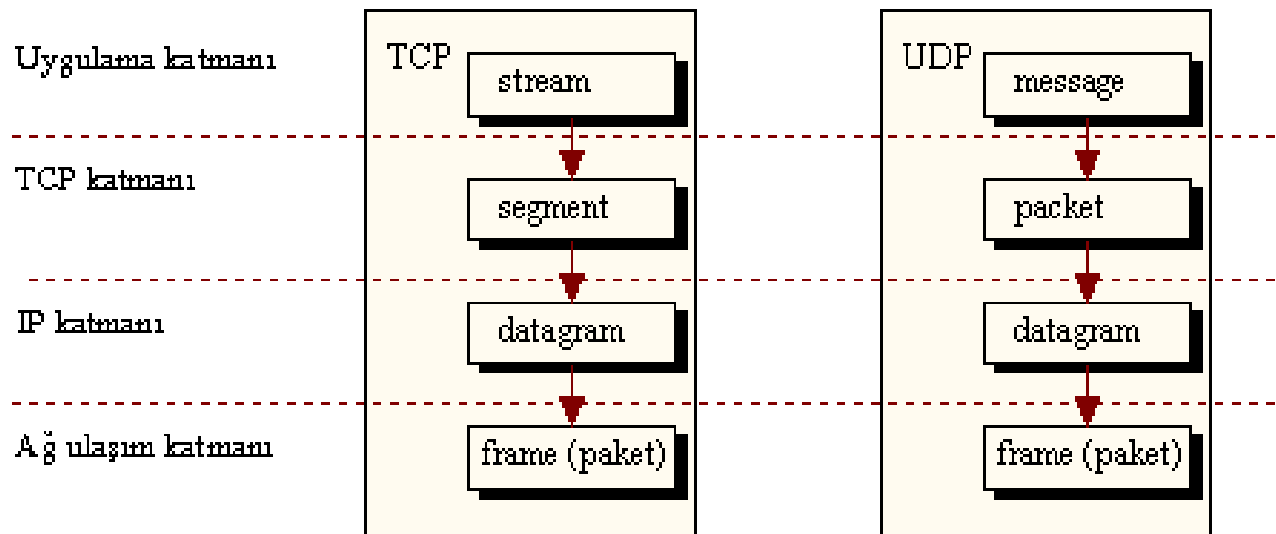 Uygulama katmanı
TCP
stream
UDP
message
TCP katmanı
segment
packet
IP katmanı
datagram
datagram
Ağ ulaşım katmanı
frame (paket)
frame (paket)